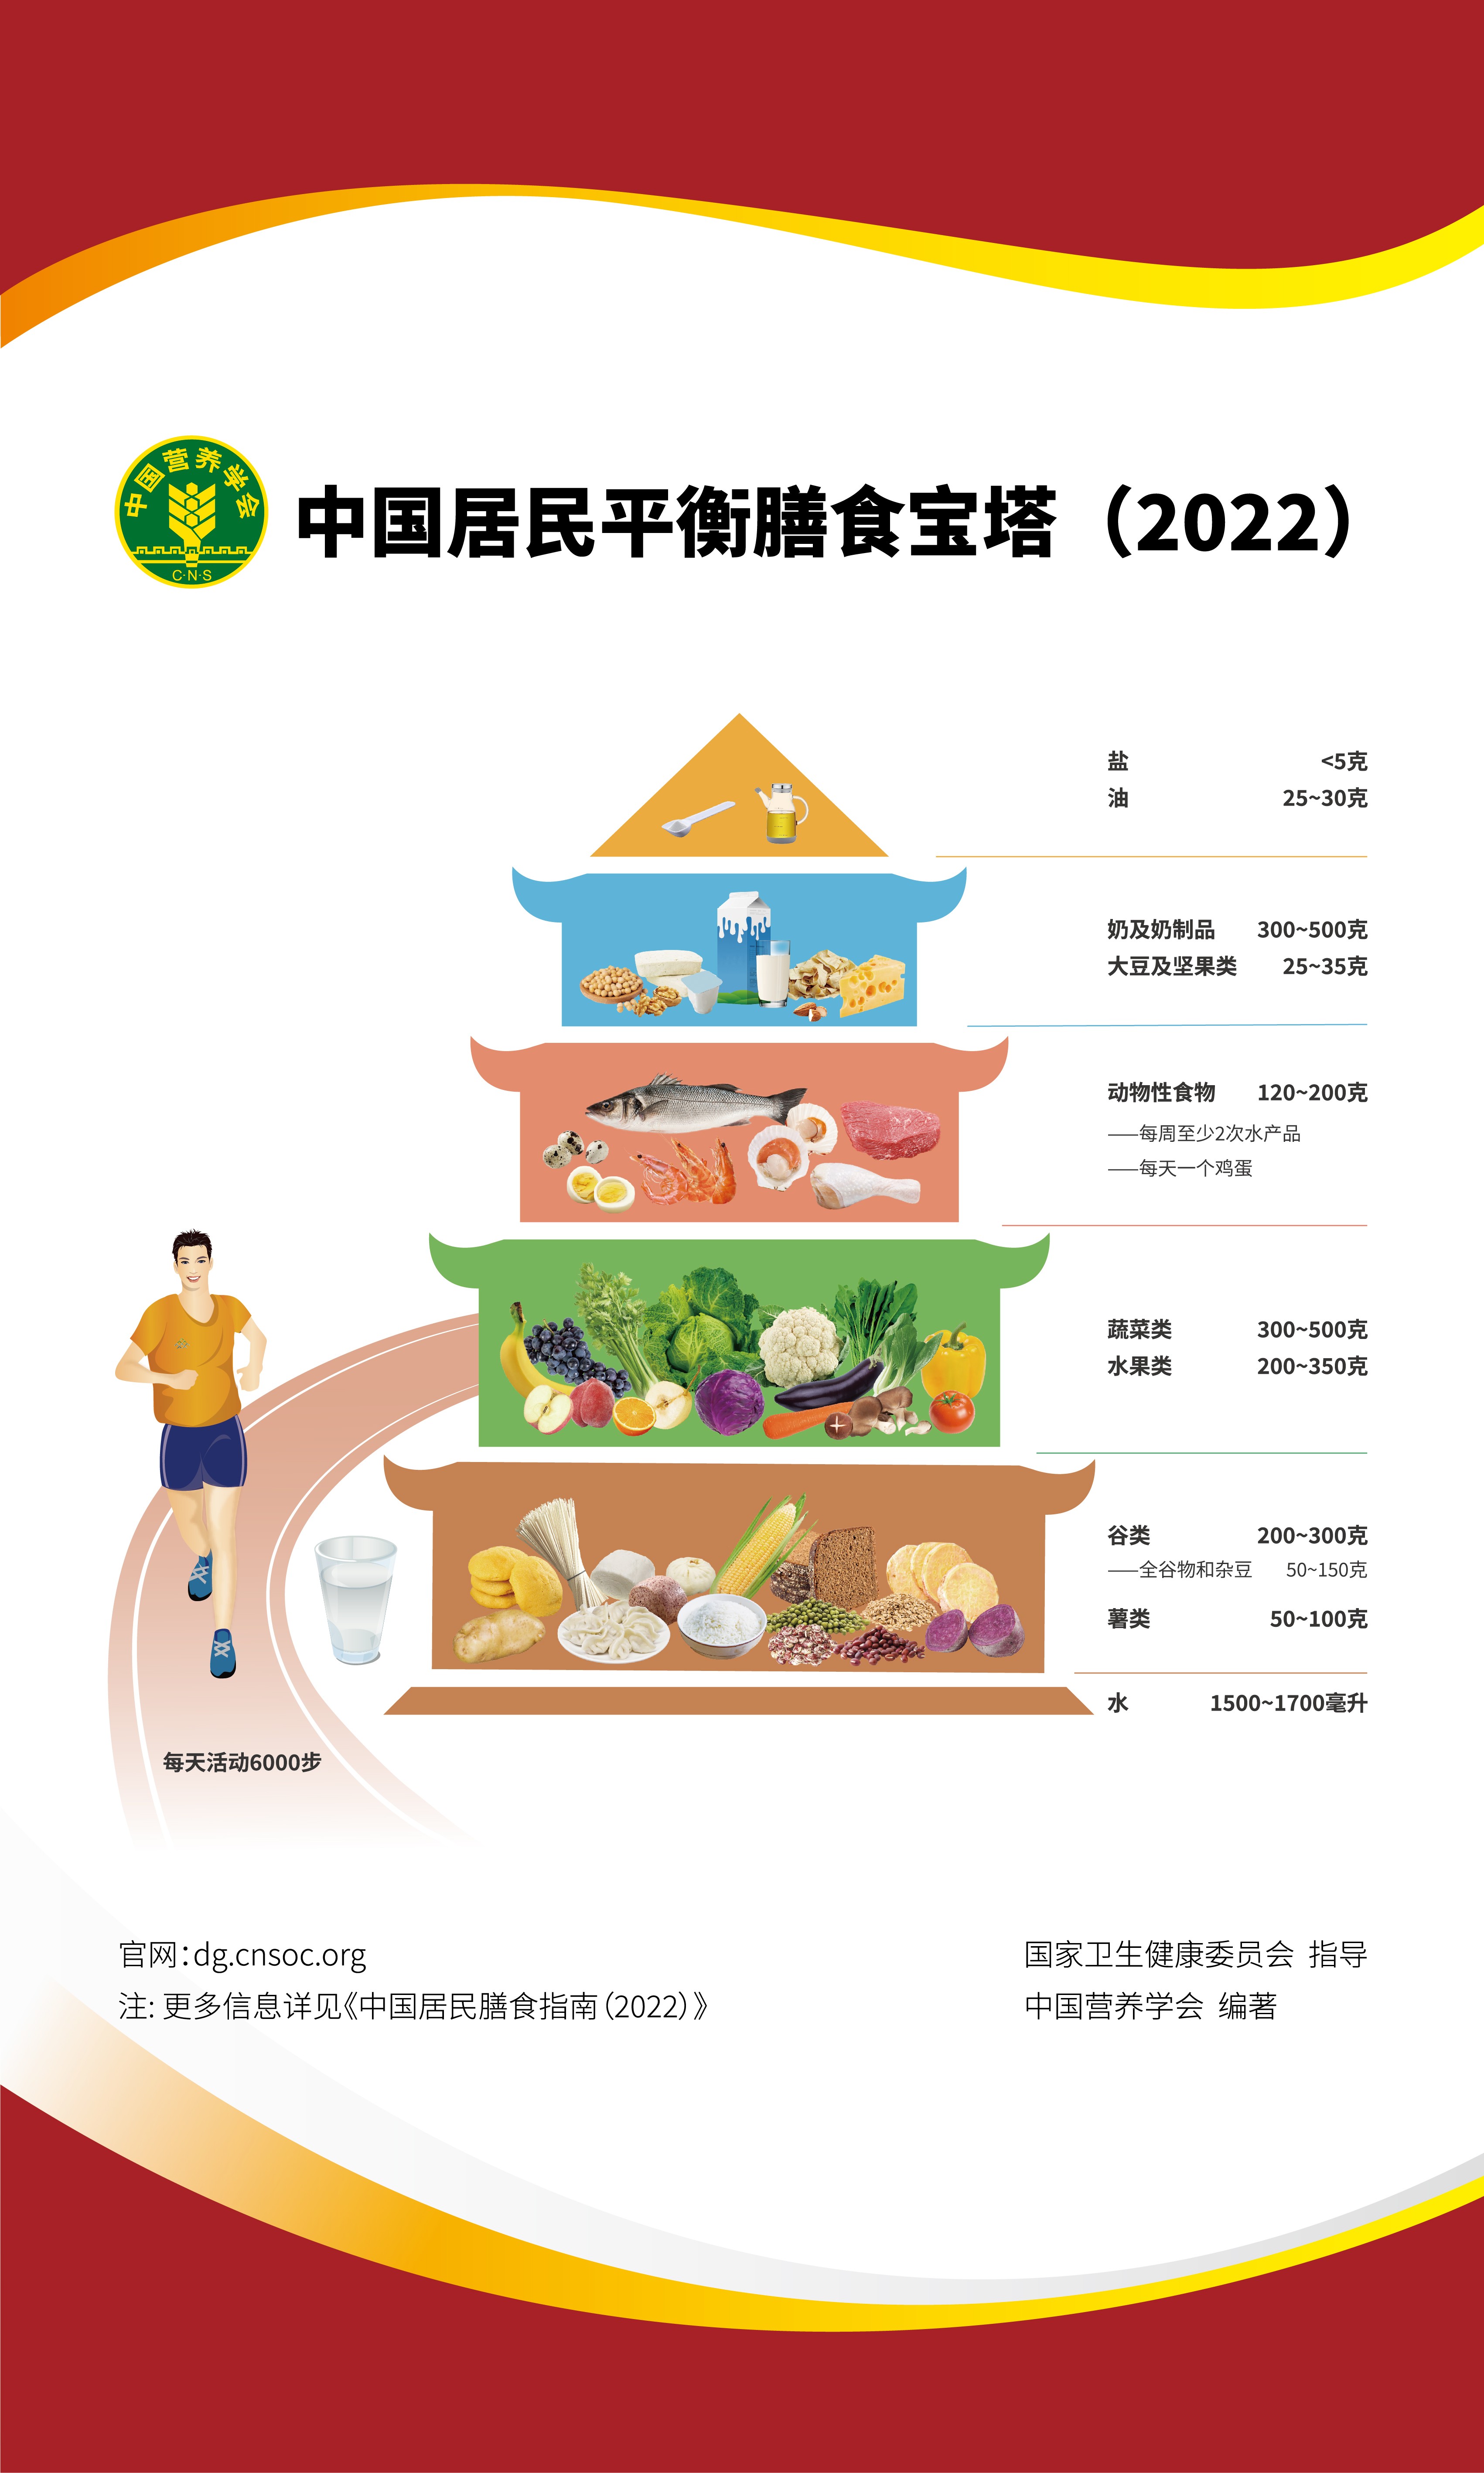 中国营养学会
C·N·S
中国居民平衡膳食宝塔（2022）
盐 <5克
油 25~30克
奶及奶制品 300~500克
大豆及坚果类 25~35克
动物性食物 120~200克
——每周至少2次水产品
——每天一个鸡蛋
蔬菜类 300~500克
水果类 200~350克
谷类 200~300克
——全谷物和杂豆 50~150克
薯类 50~100克
水 1500~1700毫升
每天活动6000步
官网：dg.cnsoc.org
注: 更多信息详见《中国居民膳食指南（2022）》
国家卫生健康委员会 指导
中国营养学会 编著